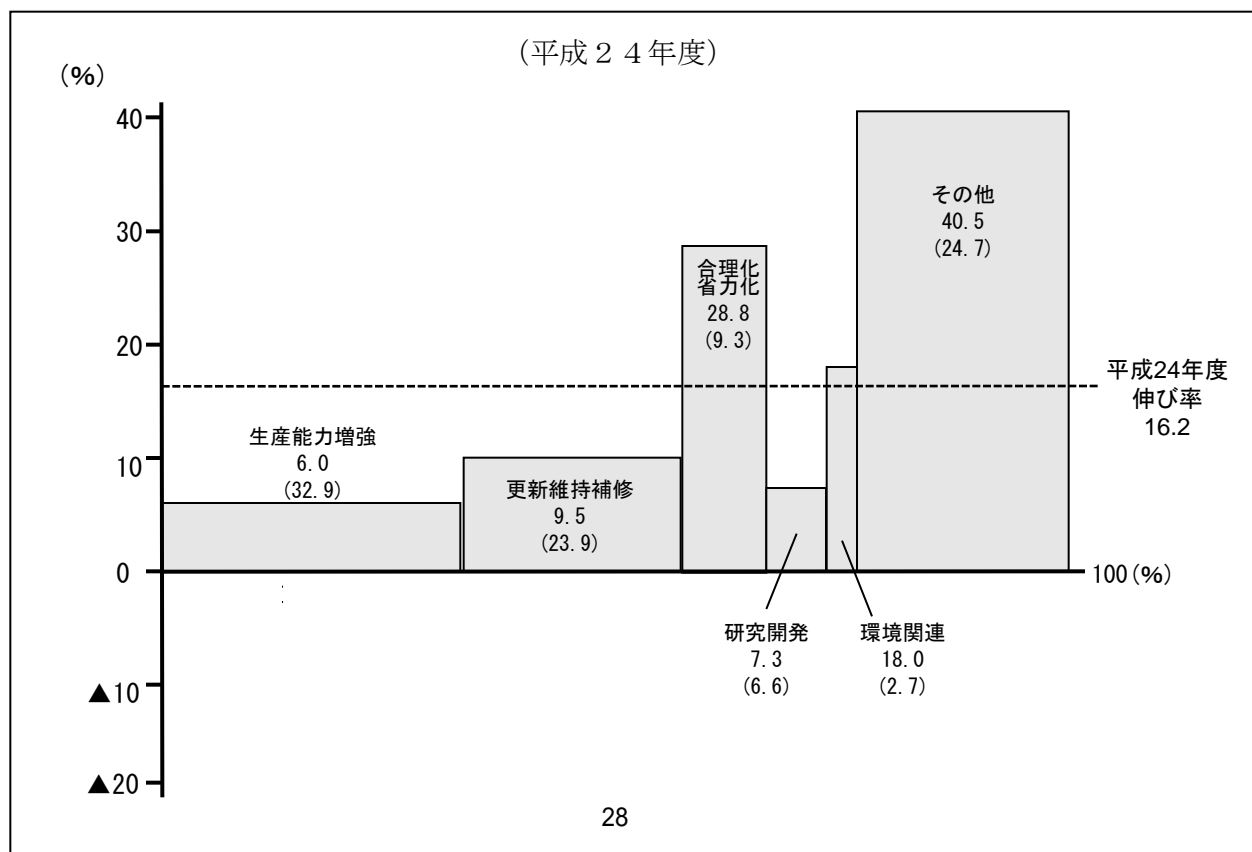 (平成２４年度)
(%)
40
30
20
10
0
▲10
▲20
生産能力増強
6.0
(32.9)
更新維持補修
9.5
(23.9)
合理化
省力化
28.8
(9.3)
研究開発
7.3
(6.6)
環境関連
18.0
(2.7)
その他
40.5
(24.7)
平成24年度
伸び率
16.2
100(%)
28